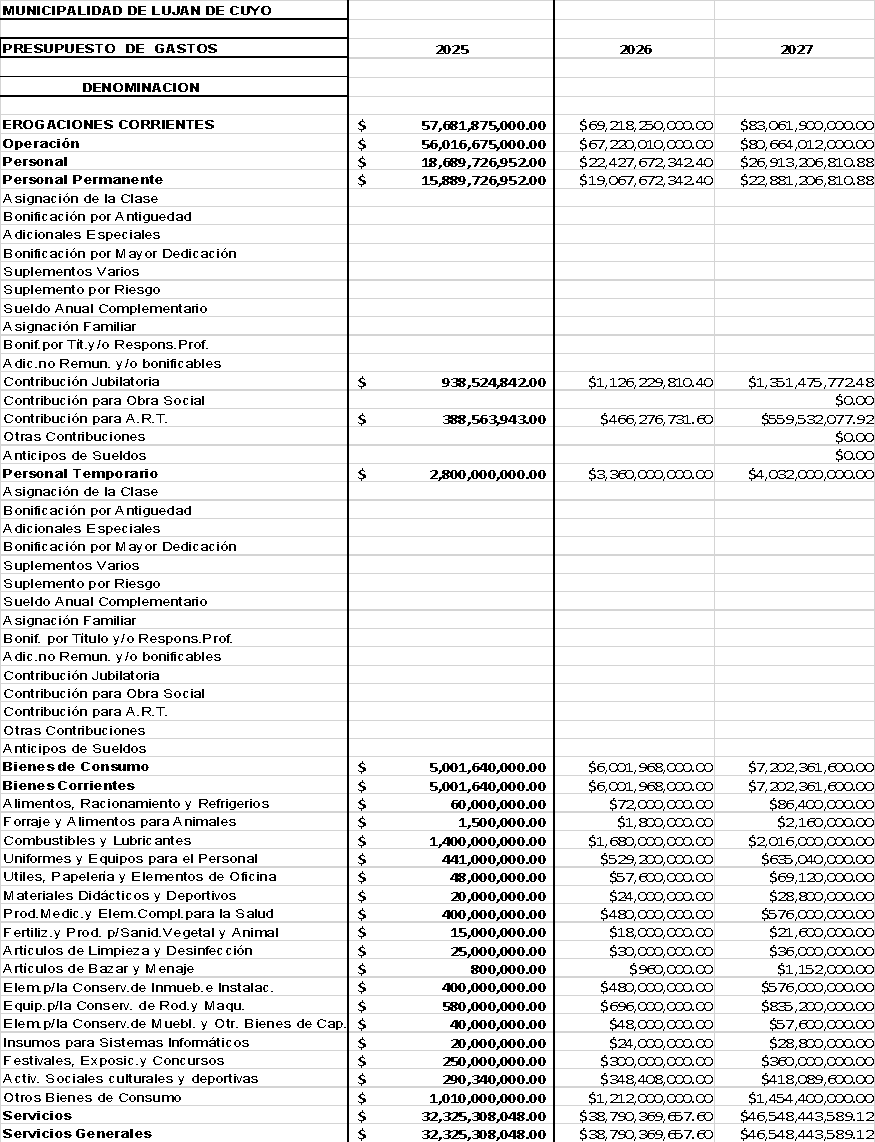 MUNICIPALIDAD DE LUJAN DE CUYO
PRESUPUESTO DE GASTOS 2025 2026 2027
DENOMINACION
EROGACIONES CORRIENTES $ 57,681,875,000.00 $69,218,250,000.00 $83,061,900,000.00
Operación $ 56,016,675,000.00 $67,220,010,000.00 $80,664,012,000.00
Personal $ 18,689,726,952.00 $22,427,672,342.40 $26,913,206,810.88
Personal Permanente $ 15,889,726,952.00 $19,067,672,342.40 $22,881,206,810.88
Asignación de la Clase
Bonificación por Antiguedad
Adicionales Especiales
Bonificación por Mayor Dedicación
Suplementos Varios
Suplemento por Riesgo
Sueldo Anual Complementario
Asignación Familiar
Bonif.por Tít.y/o Respons.Prof.
Adic.no Remun. y/o bonificables
Contribución Jubilatoria $ 938,524,842.00 $1,126,229,810.40 $1,351,475,772.48
Contribución para Obra Social $0.00
Contribución para A.R.T. $ 388,563,943.00 $466,276,731.60 $559,532,077.92
Otras Contribuciones $0.00
Anticipos de Sueldos $0.00
Personal Temporario $ 2,800,000,000.00 $3,360,000,000.00 $4,032,000,000.00
Asignación de la Clase
Bonificación por Antiguedad
Adicionales Especiales
Bonificación por Mayor Dedicación
Suplementos Varios
Suplemento por Riesgo
Sueldo Anual Complementario
Asignación Familiar
Bonif. por Título y/o Respons.Prof.
Adic.no Remun. y/o bonificables
Contribución Jubilatoria
Contribución para Obra Social
Contribución para A.R.T.
Otras Contribuciones
Anticipos de Sueldos
Bienes de Consumo $ 5,001,640,000.00 $6,001,968,000.00 $7,202,361,600.00
Bienes Corrientes $ 5,001,640,000.00 $6,001,968,000.00 $7,202,361,600.00
Alimentos, Racionamiento y Refrigerios $ 60,000,000.00 $72,000,000.00 $86,400,000.00
Forraje y Alimentos para Animales $ 1,500,000.00 $1,800,000.00 $2,160,000.00
Combustibles y Lubricantes $ 1,400,000,000.00 $1,680,000,000.00 $2,016,000,000.00
Uniformes y Equipos para el Personal $ 441,000,000.00 $529,200,000.00 $635,040,000.00
Utiles, Papelería y Elementos de Oficina $ 48,000,000.00 $57,600,000.00 $69,120,000.00
Materiales Didácticos y Deportivos $ 20,000,000.00 $24,000,000.00 $28,800,000.00
Prod.Medic.y Elem.Compl.para la Salud $ 400,000,000.00 $480,000,000.00 $576,000,000.00
Fertiliz.y Prod. p/Sanid.Vegetal y Animal $ 15,000,000.00 $18,000,000.00 $21,600,000.00
Artículos de Limpieza y Desinfección $ 25,000,000.00 $30,000,000.00 $36,000,000.00
Artículos de Bazar y Menaje $ 800,000.00 $960,000.00 $1,152,000.00
Elem.p/la Conserv.de Inmueb.e Instalac. $ 400,000,000.00 $480,000,000.00 $576,000,000.00
Equip.p/la Conserv. de Rod.y Maqu. $ 580,000,000.00 $696,000,000.00 $835,200,000.00
Elem.p/la Conserv.de Muebl. y Otr. Bienes de Cap. $ 40,000,000.00 $48,000,000.00 $57,600,000.00
Insumos para Sistemas Informáticos $ 20,000,000.00 $24,000,000.00 $28,800,000.00
Festivales, Exposic.y Concursos $ 250,000,000.00 $300,000,000.00 $360,000,000.00
Activ. Sociales culturales y deportivas $ 290,340,000.00 $348,408,000.00 $418,089,600.00
Otros Bienes de Consumo $ 1,010,000,000.00 $1,212,000,000.00 $1,454,400,000.00
Servicios $ 32,325,308,048.00 $38,790,369,657.60 $46,548,443,589.12
Servicios Generales $ 32,325,308,048.00 $38,790,369,657.60 $46,548,443,589.12